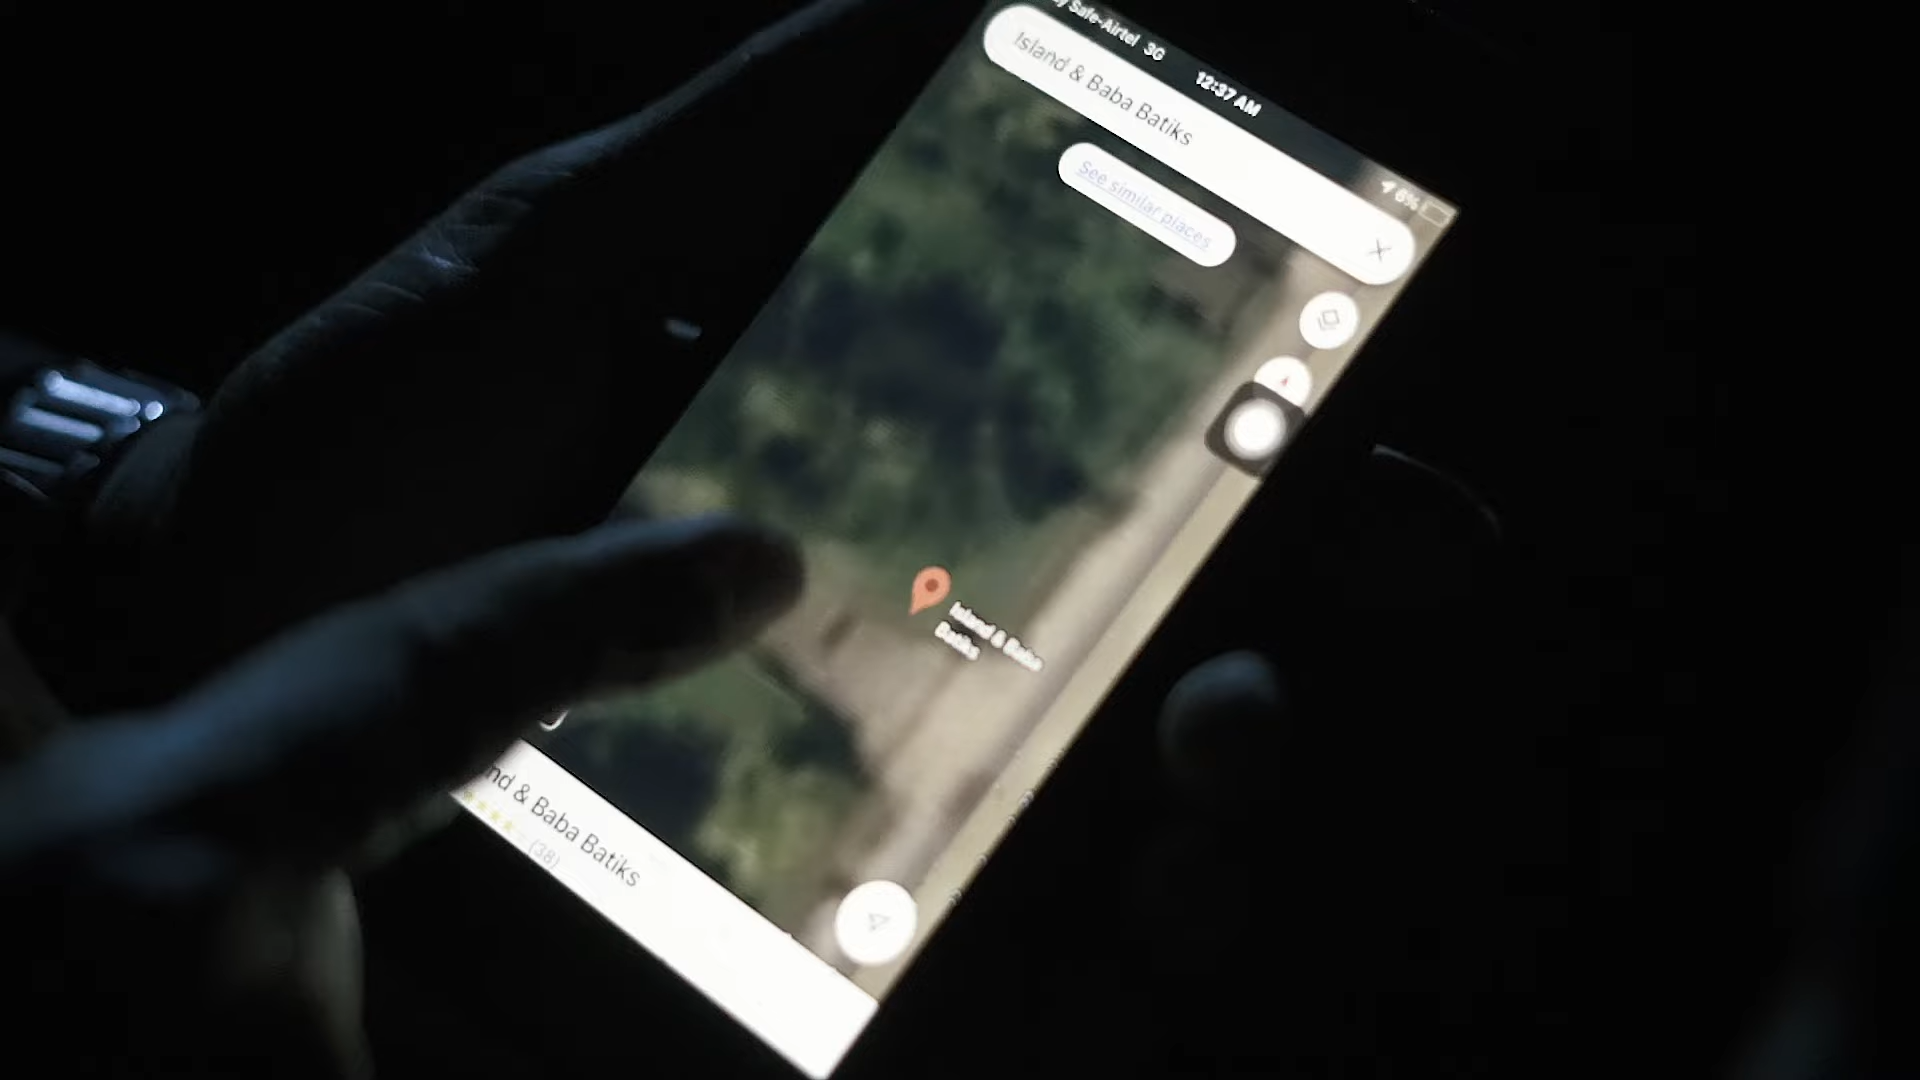 y Safe-Airtel 3G
12:37 AM
6%
Island & Baba Batiks
See similar places
Island & Baba
Batiks
nd & Baba Batiks
(38)